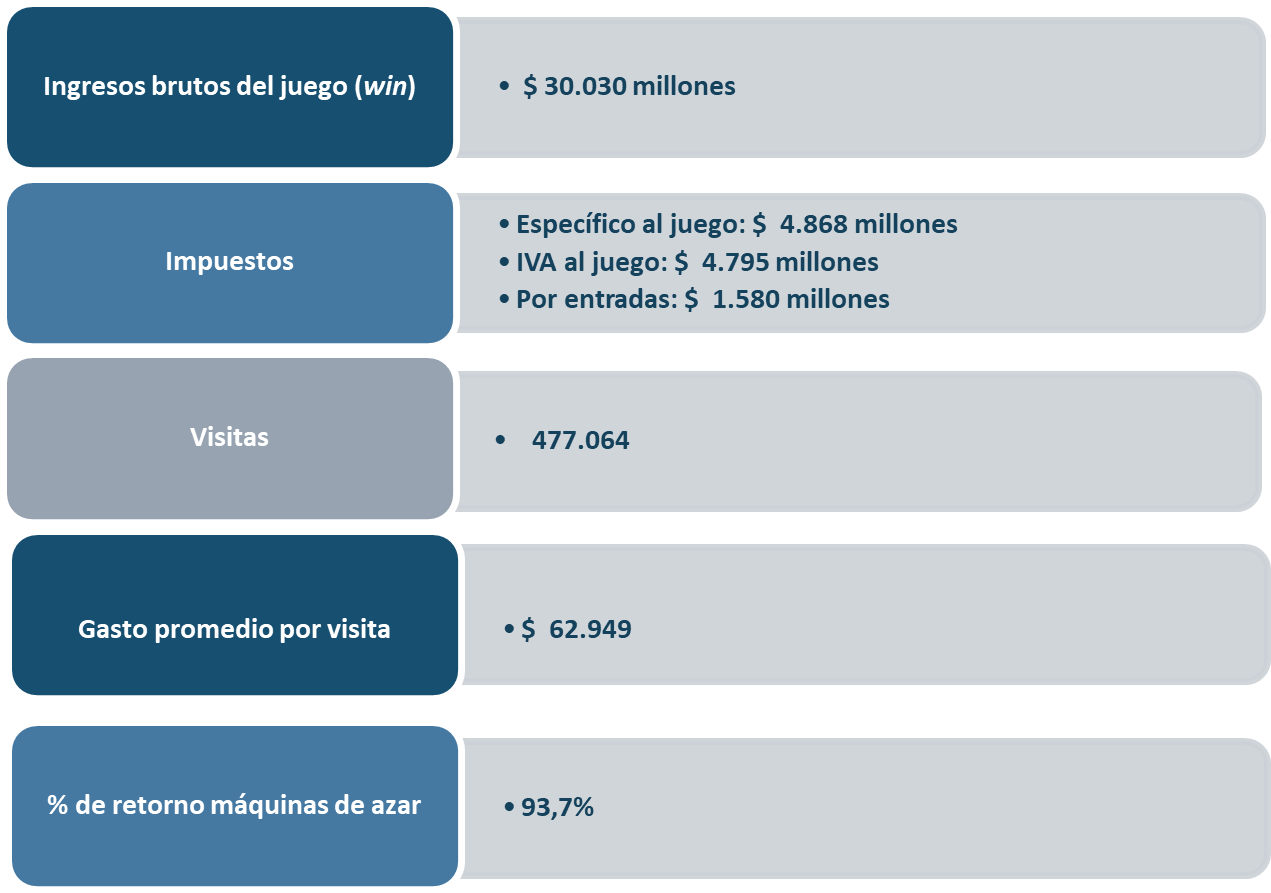 Ingresos brutos del juego (win)
• $ 30.030 millones
Impuestos
• Específico al juego: $ 4.868 millones
• IVA al juego: $ 4.795 millones
• Por entradas: $ 1.580 millones
Visitas
• 477.064
Gasto promedio por visita
• $ 62.949
% de retorno máquinas de azar
• 93,7%